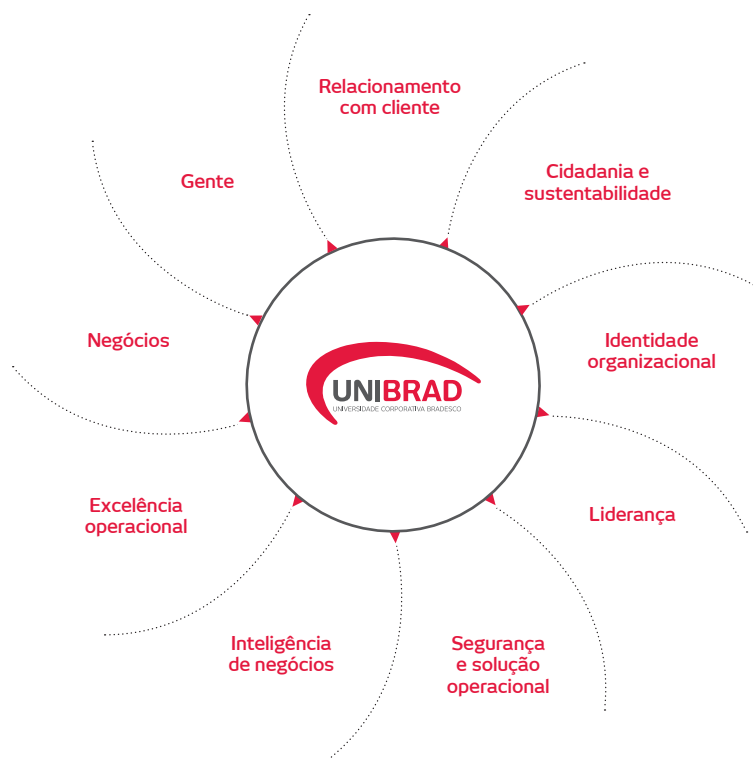 Relacionamento
com cliente
Cidadania e
sustentabilidade
Gente
Negócios
Identidade
organizacional
UNIBRAD
UNIVERSIDADE CORPORATIVA BRADESCO
Excelência
operacional
Liderança
Inteligência
de negócios
Segurança
e solução
operacional